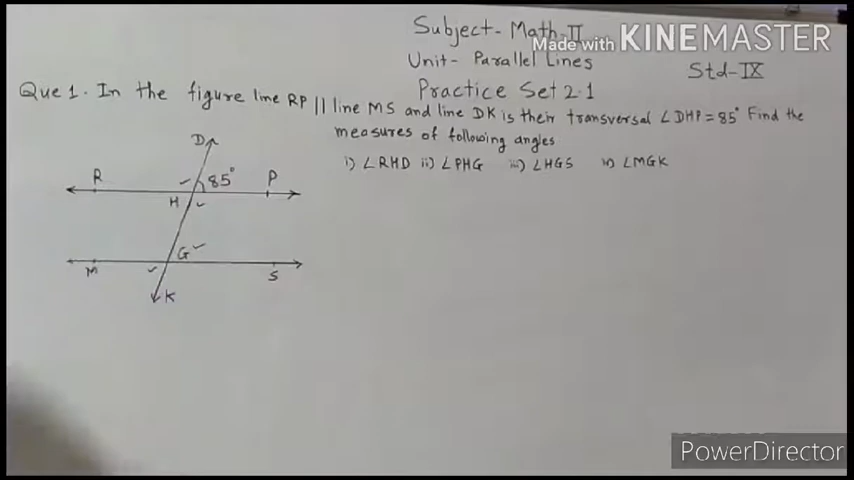 Subject- Math-II
Made with KINEMASTER
Unit- Parallel Lines
Std-IX
Practice Set 2.1
Que 1. In the figure line RP || line MS and line DK is their transversal ∠DHP = 85° Find the
measures of following angles
i) ∠RHD ii) ∠PHG iii) ∠HGS iv) ∠MGK
D
R 85° P
H
G
M S
K
PowerDirector